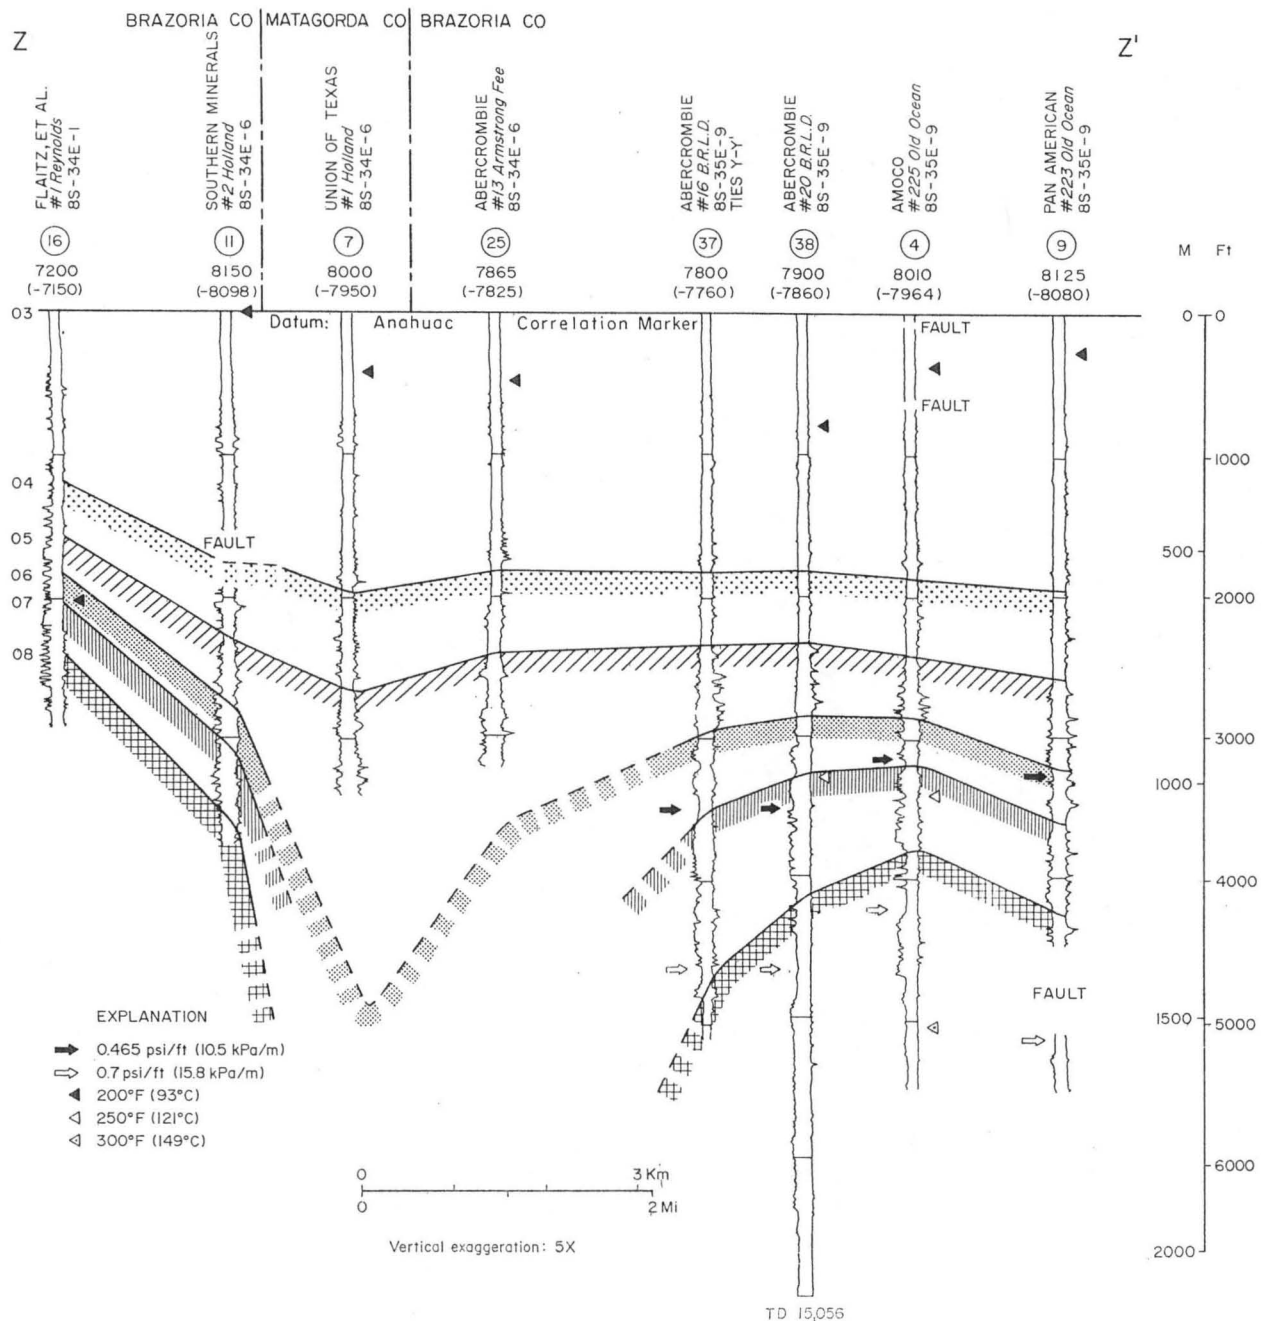 BRAZORIA CO
MATAGORDA CO
BRAZORIA CO
Z
Z'
FLAITZ, ET AL.
#1 Reynolds
8S-34E-1
SOUTHERN MINERALS
#2 Holland
8S-34E-6
UNION OF TEXAS
#1 Holland
8S-34E-6
ABERCROMBIE
#13 Armstrong Fee
8S-34E-6
ABERCROMBIE
#16 B.R.L.D.
8S-35E-9
TIES Y-Y'
ABERCROMBIE
#20 B.R.L.D.
8S-35E-9
AMOCO
#225 Old Ocean
8S-35E-9
PAN AMERICAN
#223 Old Ocean
8S-35E-9
16
11
7
25
37
38
4
9
M Ft
7200
(-7150)
8150
(-8098)
8000
(-7950)
7865
(-7825)
7800
(-7760)
7900
(-7860)
8010
(-7964)
8125
(-8080)
03
Datum: Anahuac Correlation Marker
FAULT
0 0
FAULT
1000
04
FAULT
05
500
06
07
2000
08
3000
1000
4000
FAULT
1500
5000
EXPLANATION
0.465 psi/ft (10.5 kPa/m)
0.7 psi/ft (15.8 kPa/m)
200°F (93°C)
250°F (121°C)
300°F (149°C)
0 3 Km
0 2 Mi
6000
Vertical exaggeration: 5X
2000
TD 15,056